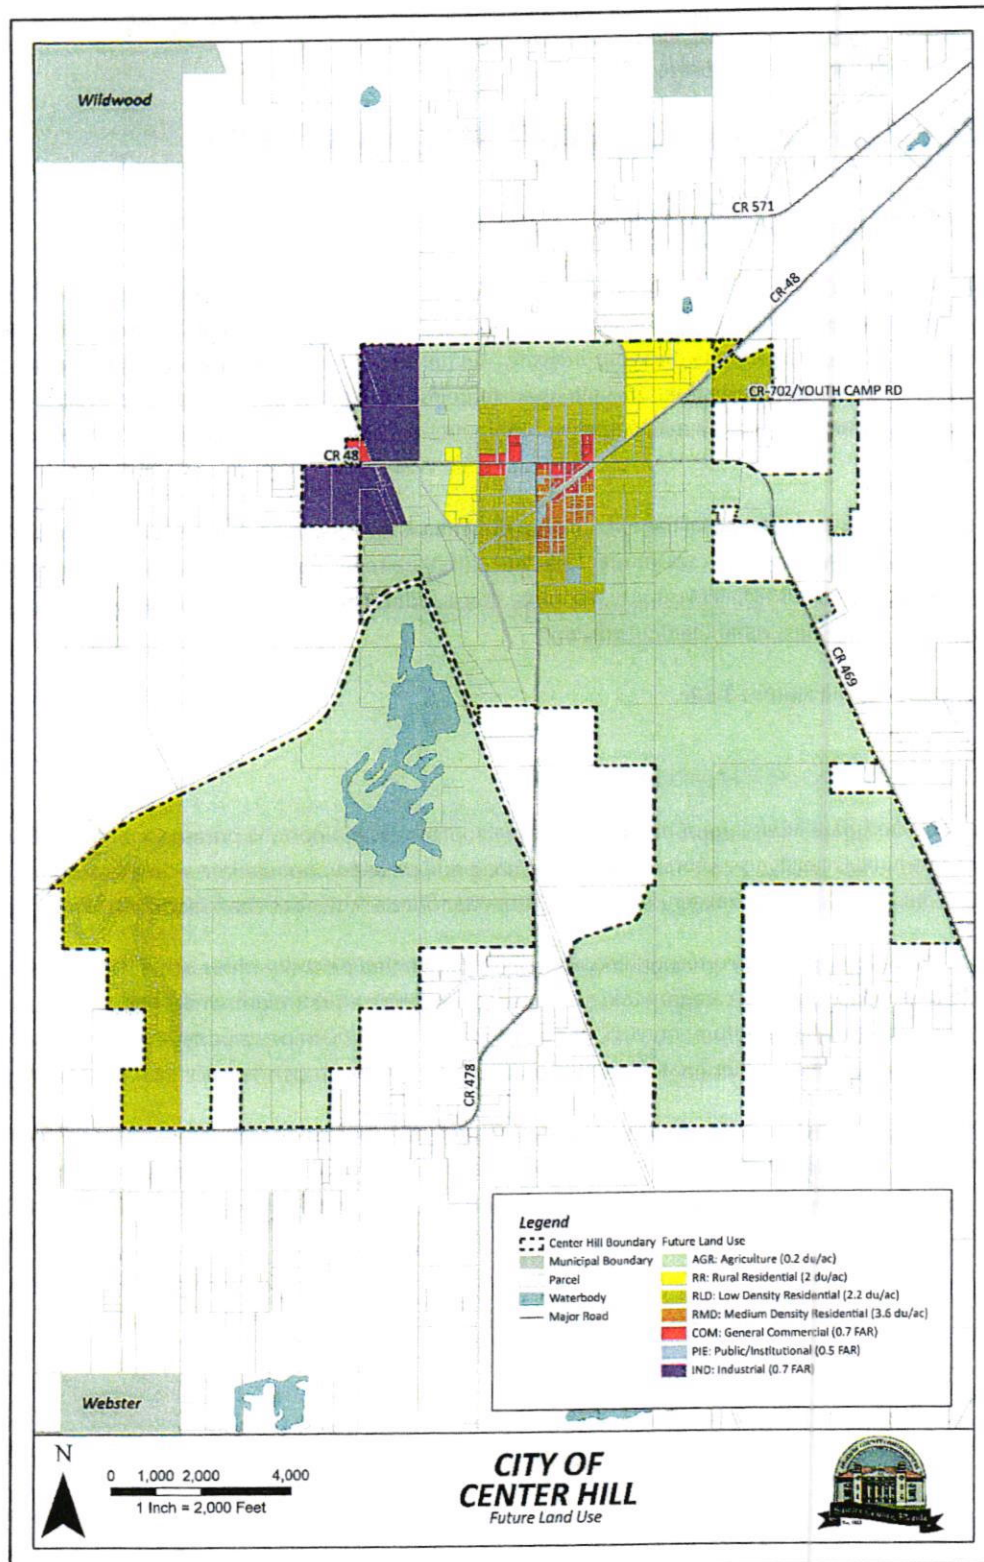 Wildwood
CR 571
CR-48
CR-702/YOUTH CAMP RD
CR 48
CR 469
CR 478
Legend
Center Hill Boundary
Municipal Boundary
Parcel
Waterbody
Major Road
Future Land Use
AGR: Agriculture (0.2 du/ac)
RR: Rural Residential (2 du/ac)
RLD: Low Density Residential (2.2 du/ac)
RMD: Medium Density Residential (3.6 du/ac)
COM: General Commercial (0.7 FAR)
PIE: Public/Institutional (0.5 FAR)
IND: Industrial (0.7 FAR)
Webster
N
0 1,000 2,000 4,000
1 Inch = 2,000 Feet
CITY OF
CENTER HILL
Future Land Use